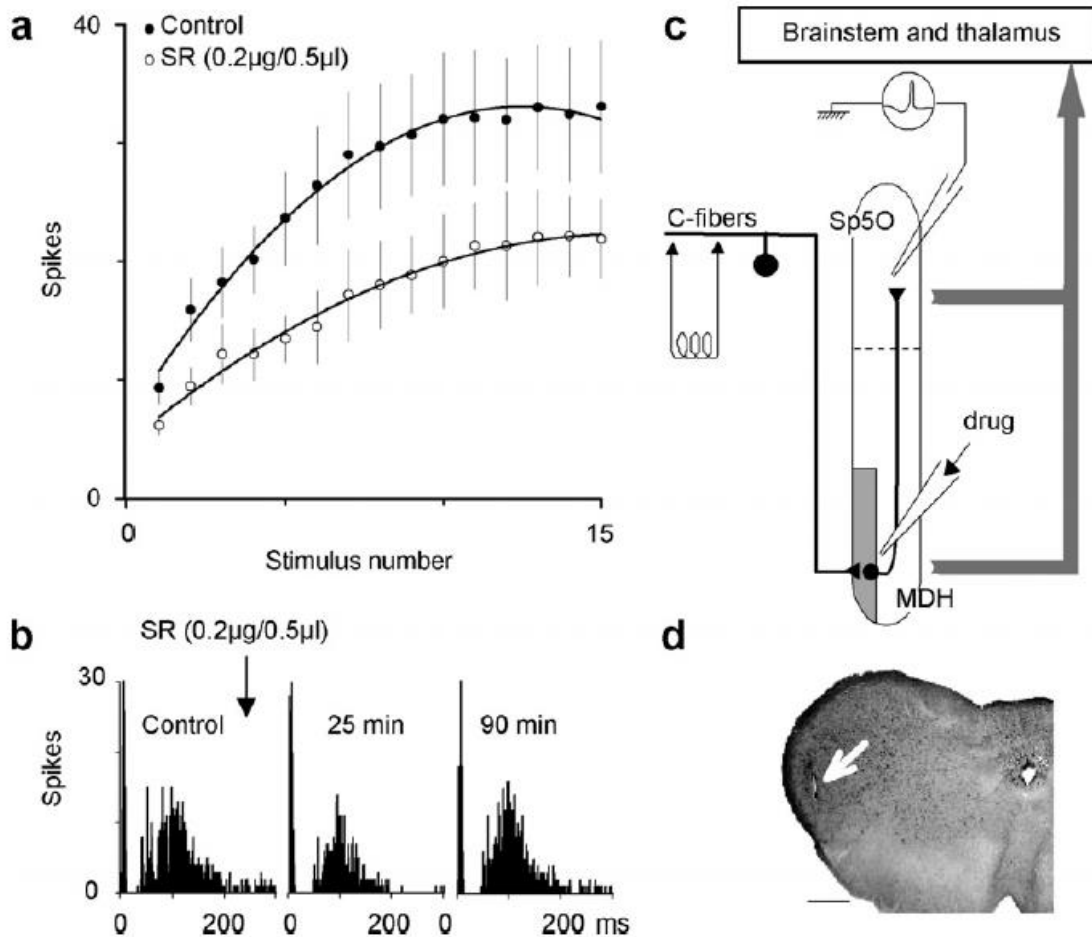 a
40
Control
SR (0.2µg/0.5µl)
Spikes
0
0
15
Stimulus number
b
SR (0.2µg/0.5µl)
30
Control
25 min
90 min
Spikes
0
0 200 0 200 0 200 ms
c
Brainstem and thalamus
C-fibers
Sp5O
drug
MDH
d